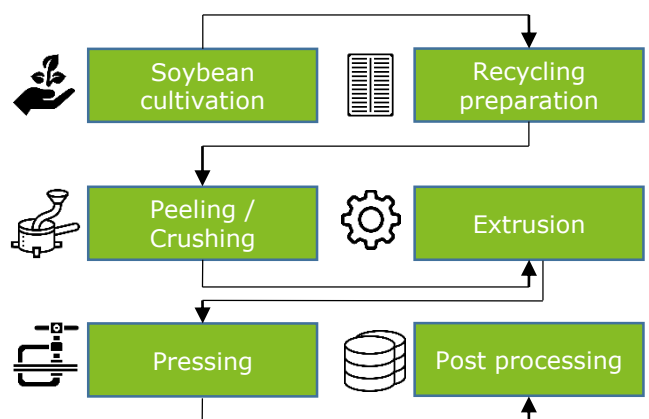 Soybean
cultivation
Recycling
preparation
Peeling /
Crushing
Extrusion
Pressing
Post processing